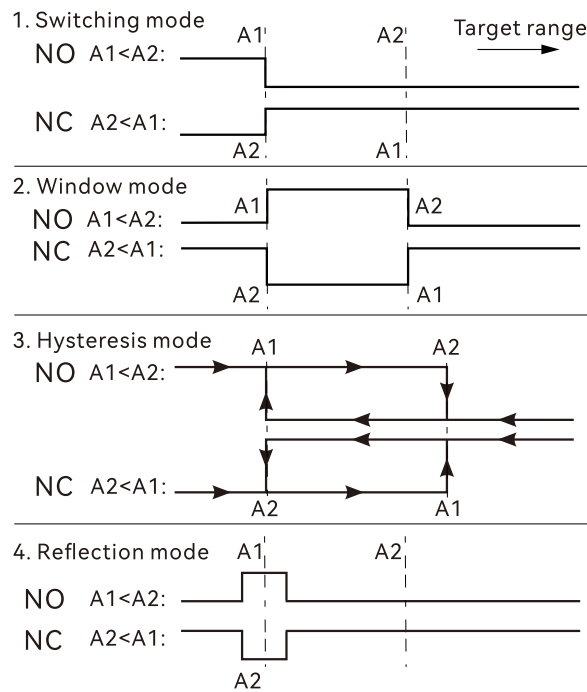 1. Switching mode
A1 A2 Target range
NO A1<A2:
NC A2<A1:
A2 A1
2. Window mode
NO A1<A2: A1 A2
NC A2<A1:
A2 A1
3. Hysteresis mode
A1 A2
NO A1<A2:
NC A2<A1:
A2 A1
4. Reflection mode A1 A2
NO A1<A2:
NC A2<A1:
A2